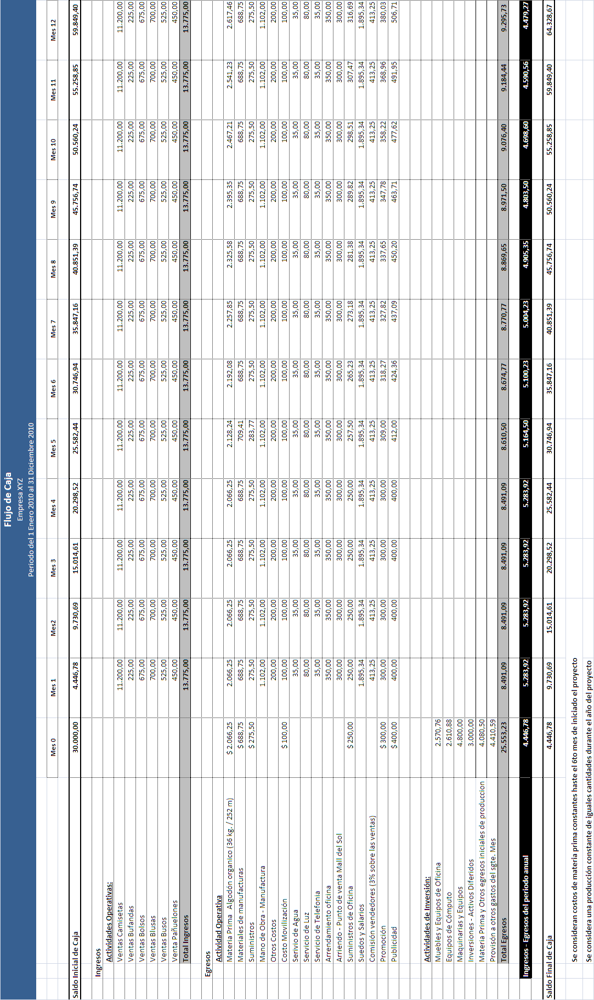 Flujo de Caja
Empresa XYZ
Periodo del 1 Enero 2010 al 31 Diciembre 2010
Mes 0 Mes 1 Mes2 Mes 3 Mes 4 Mes 5 Mes 6 Mes 7 Mes 8 Mes 9 Mes 10 Mes 11 Mes 12
Saldo Inicial de Caja 30.000,00 4.446,78 9.730,69 15.014,61 20.298,52 25.582,44 30.746,94 35.847,16 40.851,39 45.756,74 50.560,24 55.258,85 59.849,40
Ingresos
Actividades Operativas:
Ventas Camisetas 11.200,00 11.200,00 11.200,00 11.200,00 11.200,00 11.200,00 11.200,00 11.200,00 11.200,00 11.200,00 11.200,00 11.200,00
Ventas Bufandas 225,00 225,00 225,00 225,00 225,00 225,00 225,00 225,00 225,00 225,00 225,00 225,00
Ventas Bolsos 675,00 675,00 675,00 675,00 675,00 675,00 675,00 675,00 675,00 675,00 675,00 675,00
Ventas Blusas 700,00 700,00 700,00 700,00 700,00 700,00 700,00 700,00 700,00 700,00 700,00 700,00
Ventas Busos 525,00 525,00 525,00 525,00 525,00 525,00 525,00 525,00 525,00 525,00 525,00 525,00
Venta Pañuelones 450,00 450,00 450,00 450,00 450,00 450,00 450,00 450,00 450,00 450,00 450,00 450,00
Total Ingresos 13.775,00 13.775,00 13.775,00 13.775,00 13.775,00 13.775,00 13.775,00 13.775,00 13.775,00 13.775,00 13.775,00 13.775,00
Egresos
Actividad Operativa
Materia Prima Algodón organico (36 kg. / 252 m) $ 2.066,25 2.066,25 2.066,25 2.066,25 2.066,25 2.128,24 2.192,08 2.257,85 2.325,58 2.395,35 2.467,21 2.541,23 2.617,46
Materiales de manufacturas $ 688,75 688,75 688,75 688,75 688,75 709,41 688,75 688,75 688,75 688,75 688,75 688,75 688,75
Suministros $ 275,50 275,50 275,50 275,50 275,50 283,77 275,50 275,50 275,50 275,50 275,50 275,50 275,50
Mano de Obra - Manufactura 1.102,00 1.102,00 1.102,00 1.102,00 1.102,00 1.102,00 1.102,00 1.102,00 1.102,00 1.102,00 1.102,00 1.102,00
Otros Costos 200,00 200,00 200,00 200,00 200,00 200,00 200,00 200,00 200,00 200,00 200,00 200,00
Costo Movilización $ 100,00 100,00 100,00 100,00 100,00 100,00 100,00 100,00 100,00 100,00 100,00 100,00 100,00
Serivio de Agua 35,00 35,00 35,00 35,00 35,00 35,00 35,00 35,00 35,00 35,00 35,00 35,00
Servicio de Luz 80,00 80,00 80,00 80,00 80,00 80,00 80,00 80,00 80,00 80,00 80,00 80,00
Servicio de Telefonia 35,00 35,00 35,00 35,00 35,00 35,00 35,00 35,00 35,00 35,00 35,00 35,00
Arrendamiento oficina 350,00 350,00 350,00 350,00 350,00 350,00 350,00 350,00 350,00 350,00 350,00 350,00
Arriendo - Punto de venta Mall del Sol 300,00 300,00 300,00 300,00 300,00 300,00 300,00 300,00 300,00 300,00 300,00 300,00
Suministros de Oficina $ 250,00 250,00 250,00 250,00 250,00 257,50 265,23 273,18 281,38 289,82 298,51 307,47 316,69
Suedos y Salarios 1.895,34 1.895,34 1.895,34 1.895,34 1.895,34 1.895,34 1.895,34 1.895,34 1.895,34 1.895,34 1.895,34 1.895,34
Comisión vendedores (3% sobre las ventas) 413,25 413,25 413,25 413,25 413,25 413,25 413,25 413,25 413,25 413,25 413,25 413,25
Promoción $ 300,00 300,00 300,00 300,00 300,00 309,00 318,27 327,82 337,65 347,78 358,22 368,96 380,03
Publicidad $ 400,00 400,00 400,00 400,00 400,00 412,00 424,36 437,09 450,20 463,71 477,62 491,95 506,71
Actividades de Inversión:
Muebles y Equipos de Oficina 2.570,76
Equipos de Cómputo 2.610,88
Maquinarias y Equipos 4.800,00
Inversiones - Activos Diferidos 3.000,00
Materia Prima y Otros egresos iniciales de produccion 4.080,50
Provisón a otros gastos del sgte. Mes 4.410,59
Total Egresos 25.553,23 8.491,09 8.491,09 8.491,09 8.491,09 8.610,50 8.674,77 8.770,77 8.869,65 8.971,50 9.076,40 9.184,44 9.295,73
Ingresos - Egresos del periodo anual 4.446,78 5.283,92 5.283,92 5.283,92 5.283,92 5.164,50 5.100,23 5.004,23 4.905,35 4.803,50 4.698,60 4.590,56 4.479,27
Saldo Final de Caja 4.446,78 9.730,69 15.014,61 20.298,52 25.582,44 30.746,94 35.847,16 40.851,39 45.756,74 50.560,24 55.258,85 59.849,40 64.328,67
Se consideran costos de materia prima constantes haste el 6to mes de iniciado el proyecto
Se considera una producción constante de iguales cantidades durante el año del proyecto